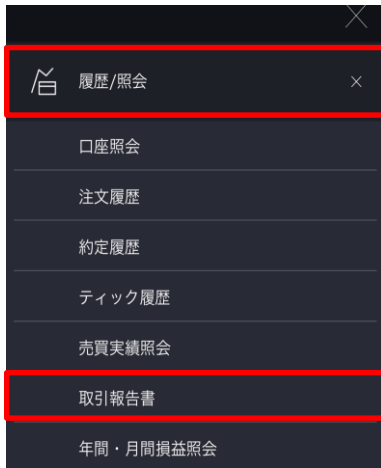 履歴/照会
口座照会
注文履歴
約定履歴
ティック履歴
売買実績照会
取引報告書
年間・月間損益照会